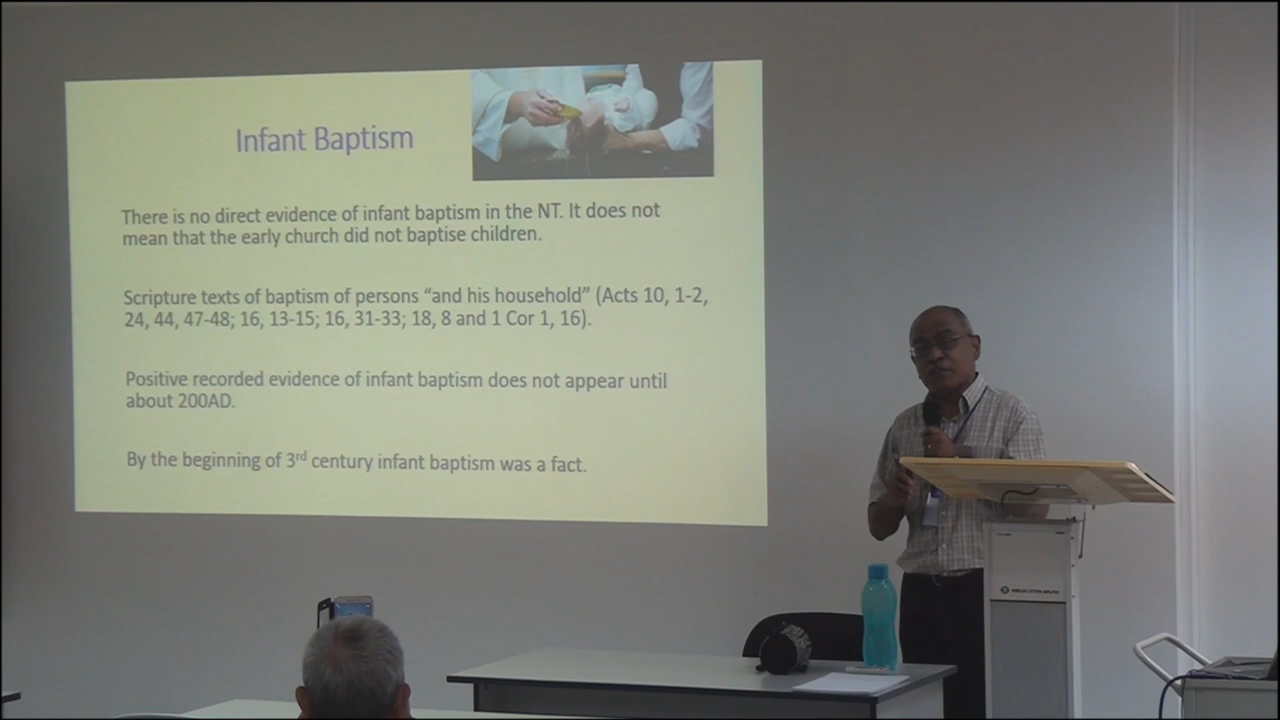 Infant Baptism
There is no direct evidence of infant baptism in the NT. It does not
mean that the early church did not baptise children.
Scripture texts of baptism of persons “and his household” (Acts 10, 1-2,
24, 44, 47-48; 16, 13-15; 16, 31-33; 18, 8 and 1 Cor 1, 16).
Positive recorded evidence of infant baptism does not appear until
about 200AD.
By the beginning of 3rd century infant baptism was a fact.